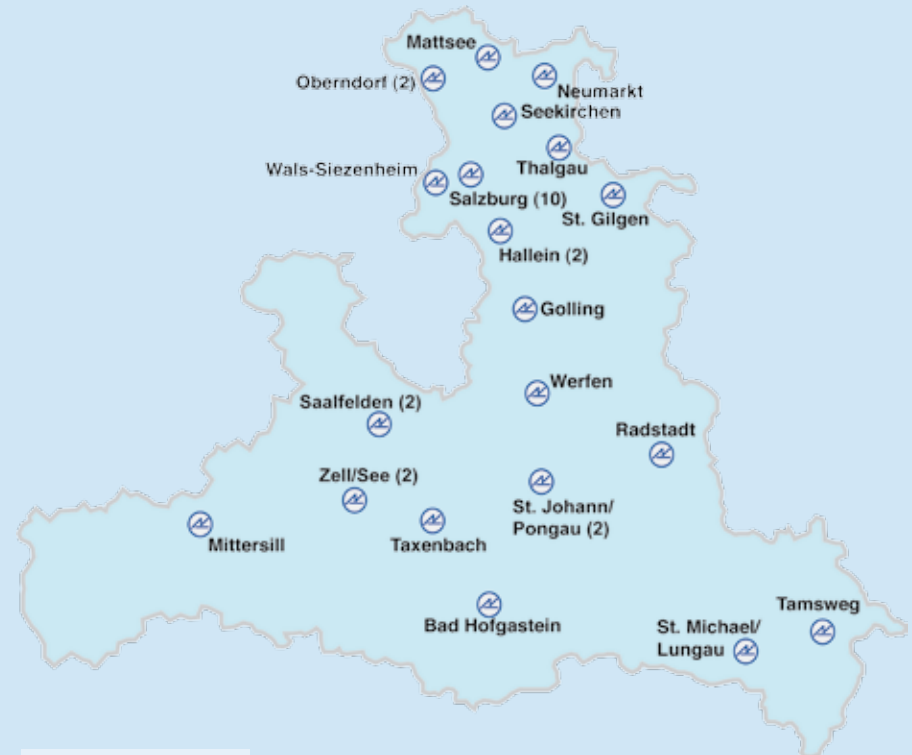 Mattsee
Oberndorf (2)
Neumarkt
Seekirchen
Thalgau
Wals-Siezenheim
Salzburg (10)
St. Gilgen
Hallein (2)
Golling
Werfen
Saalfelden (2)
Radstadt
Zell/See (2)
St. Johann/
Pongau (2)
Mittersill
Taxenbach
Bad Hofgastein
Tamsweg
St. Michael/
Lungau